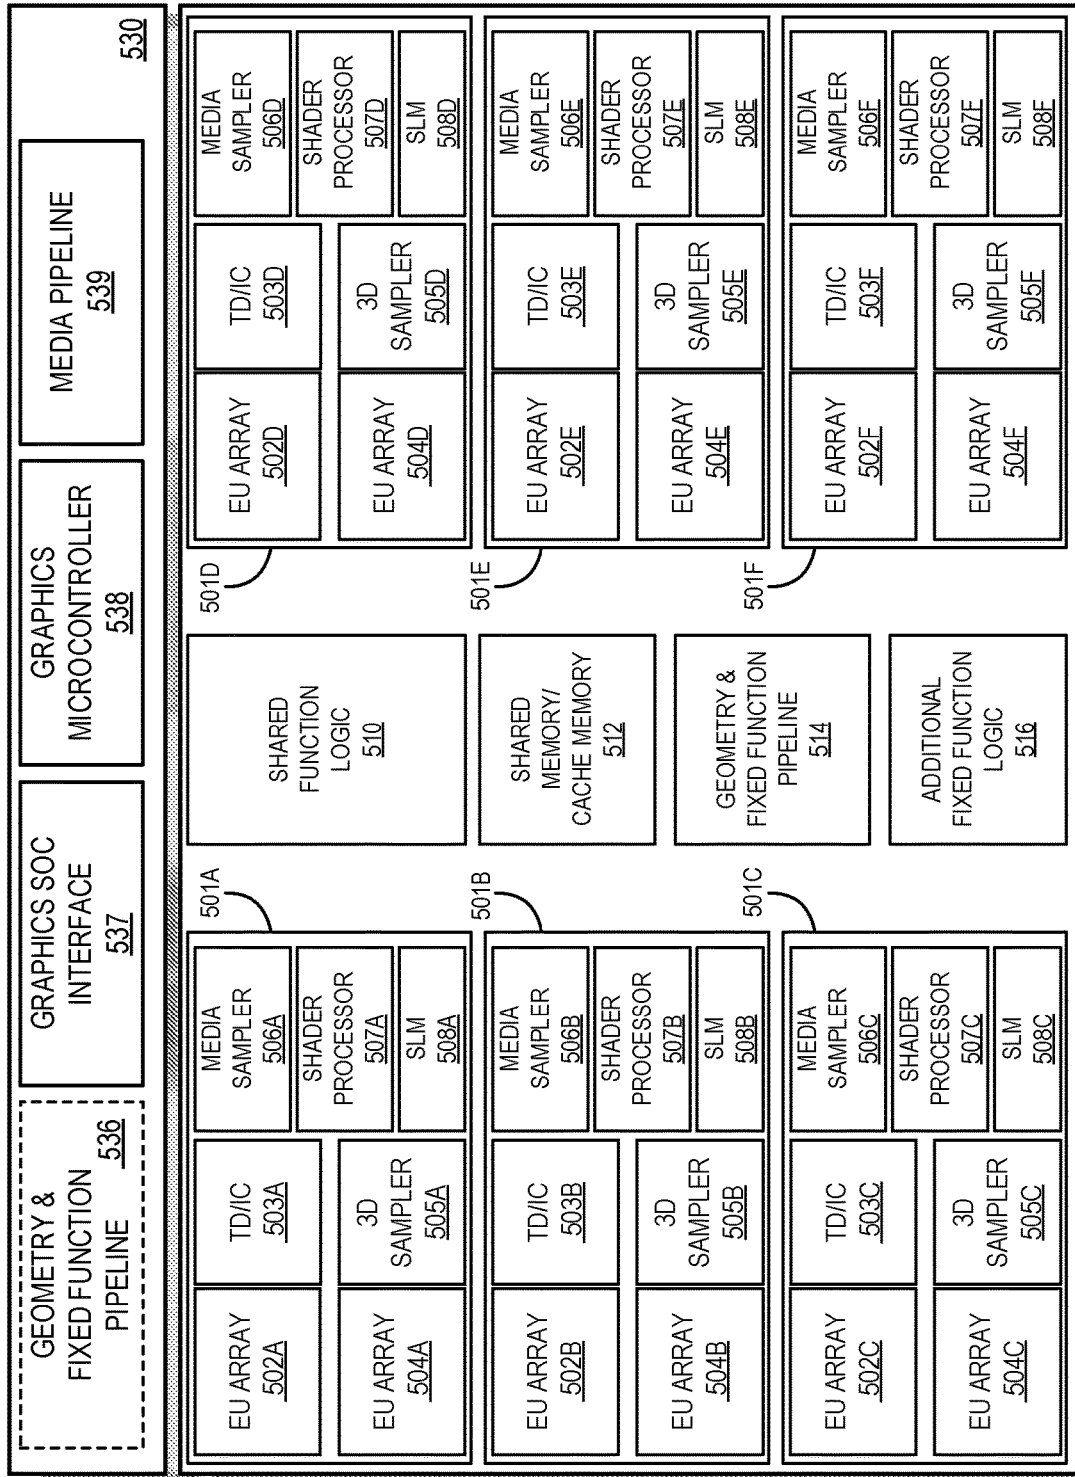 GEOMETRY &
FIXED FUNCTION
PIPELINE
536
GRAPHICS SOC
INTERFACE
537
GRAPHICS
MICROCONTROLLER
538
MEDIA PIPELINE
539
530
EU ARRAY
502A
TD/IC
503A
MEDIA
SAMPLER
506A
SHADER
PROCESSOR
507A
EU ARRAY
504A
3D
SAMPLER
505A
SLM
508A
501A
SHARED
FUNCTION
LOGIC
510
501D
EU ARRAY
502D
TD/IC
503D
MEDIA
SAMPLER
506D
SHADER
PROCESSOR
507D
EU ARRAY
504D
3D
SAMPLER
505D
SLM
508D
EU ARRAY
502B
TD/IC
503B
MEDIA
SAMPLER
506B
SHADER
PROCESSOR
507B
EU ARRAY
504B
3D
SAMPLER
505B
SLM
508B
501B
SHARED
MEMORY/
CACHE MEMORY
512
501E
EU ARRAY
502E
TD/IC
503E
MEDIA
SAMPLER
506E
SHADER
PROCESSOR
507E
EU ARRAY
504E
3D
SAMPLER
505E
SLM
508E
GEOMETRY &
FIXED FUNCTION
PIPELINE
514
EU ARRAY
502C
TD/IC
503C
MEDIA
SAMPLER
506C
SHADER
PROCESSOR
507C
EU ARRAY
504C
3D
SAMPLER
505C
SLM
508C
501C
ADDITIONAL
FIXED FUNCTION
LOGIC
516
501F
EU ARRAY
502F
TD/IC
503F
MEDIA
SAMPLER
506F
SHADER
PROCESSOR
507F
EU ARRAY
504F
3D
SAMPLER
505F
SLM
508F